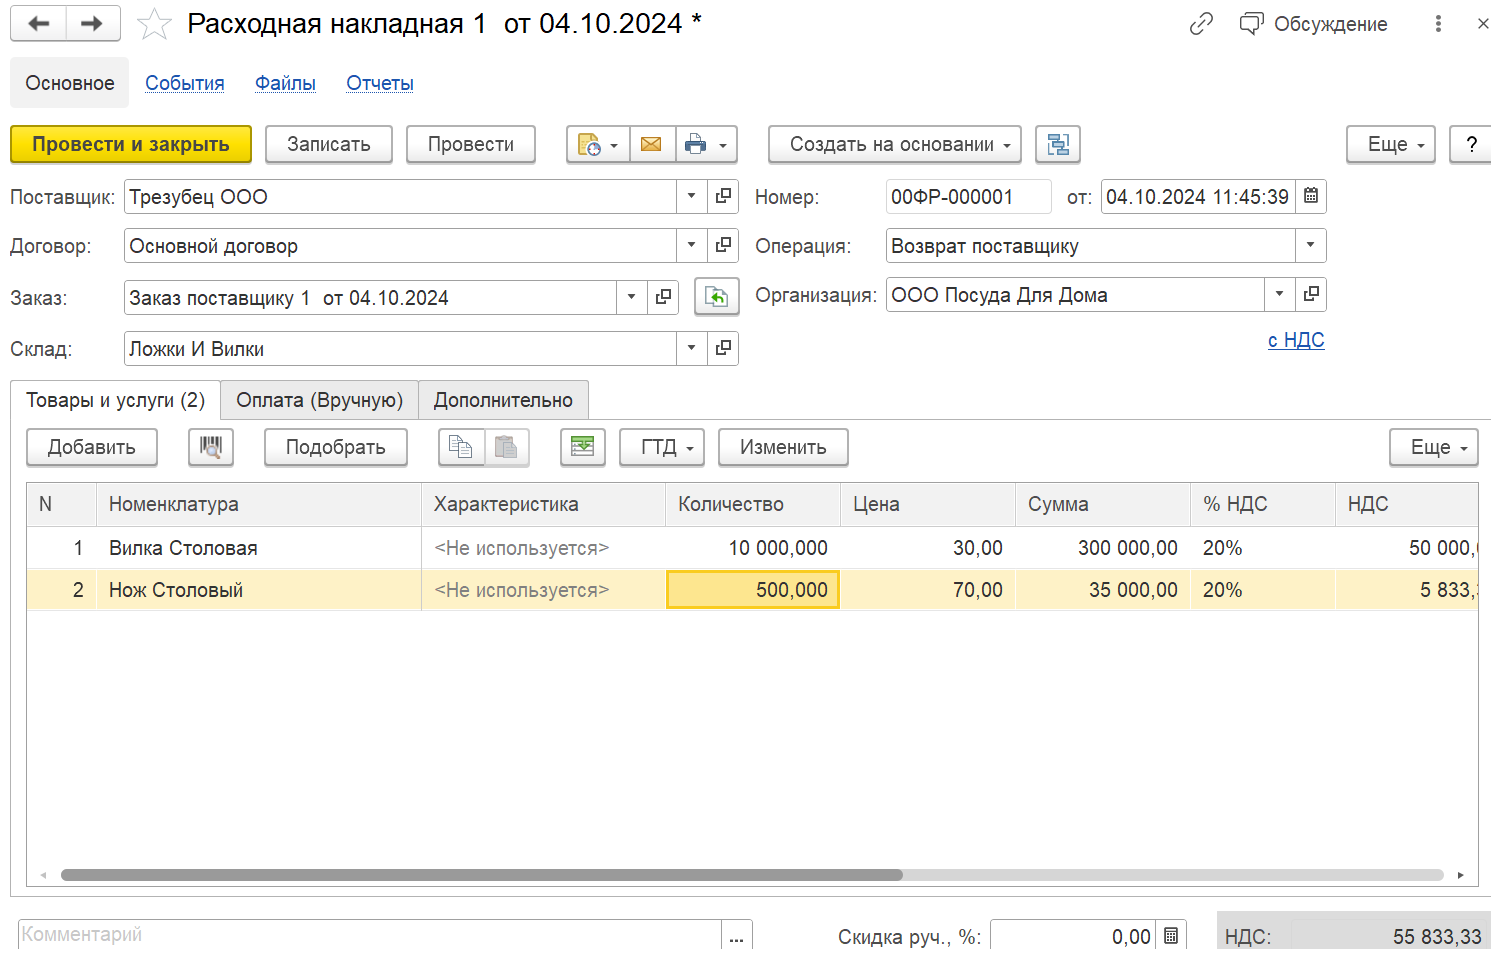 Расходная накладная 1 от 04.10.2024 *
Обсуждение
Основное События Файлы Отчеты
Провести и закрыть Записать Провести Создать на основании Еще ?
Поставщик: Трезубец ООО Номер: 00ФР-000001 от: 04.10.2024 11:45:39
Договор: Основной договор Операция: Возврат поставщику
Заказ: Заказ поставщику 1 от 04.10.2024 Организация: ООО Посуда Для Дома
с НДС
Склад: Ложки И Вилки
Товары и услуги (2) Оплата (Вручную) Дополнительно
Добавить Подобрать ГТД Изменить Еще
N Номенклатура Характеристика Количество Цена Сумма % НДС НДС
1 Вилка Столовая <Не используется> 10 000,000 30,00 300 000,00 20% 50 000,
2 Нож Столовый <Не используется> 500,000 70,00 35 000,00 20% 5 833,
Комментарий ... Скидка руч., %: 0,00 НДС: 55 833,33